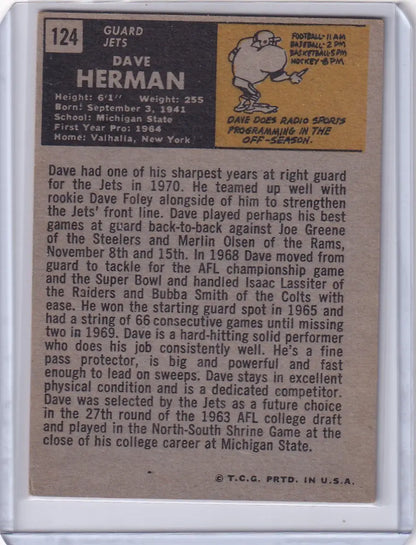 124
GUARD
JETS
DAVE
HERMAN
Height: 6'1" Weight: 255
Born: September 3, 1941
School: Michigan State
First Year Pro: 1964
Home: Valhalla, New York
FOOTBALL-11 AM
BASEBALL-2 PM
BASKETBALL-5 PM
HOCKEY-8 PM
DAVE DOES RADIO SPORTS
PROGRAMMING IN THE
OFF-SEASON.
Dave had one of his sharpest years at right guard
for the Jets in 1970. He teamed up well with
rookie Dave Foley alongside of him to strengthen
the Jets' front line. Dave played perhaps his best
games at guard back-to-back against Joe Greene
of the Steelers and Merlin Olsen of the Rams,
November 8th and 15th. In 1968 Dave moved from
guard to tackle for the AFL championship game
and the Super Bowl and handled Isaac Lassiter of
the Raiders and Bubba Smith of the Colts with
ease. He won the starting guard spot in 1965 and
had a string of 66 consecutive games until missing
two in 1969. Dave is a hard-hitting solid performer
who does his job consistently well. He's a fine
pass protector, is big and powerful and fast
enough to lead on sweeps. Dave stays in excellent
physical condition and is a dedicated competitor.
Dave was selected by the Jets as a future choice
in the 27th round of the 1963 AFL college draft
and played in the North-South Shrine Game at the
close of his college career at Michigan State.
© T.C.G. PRTD. IN U.S.A.